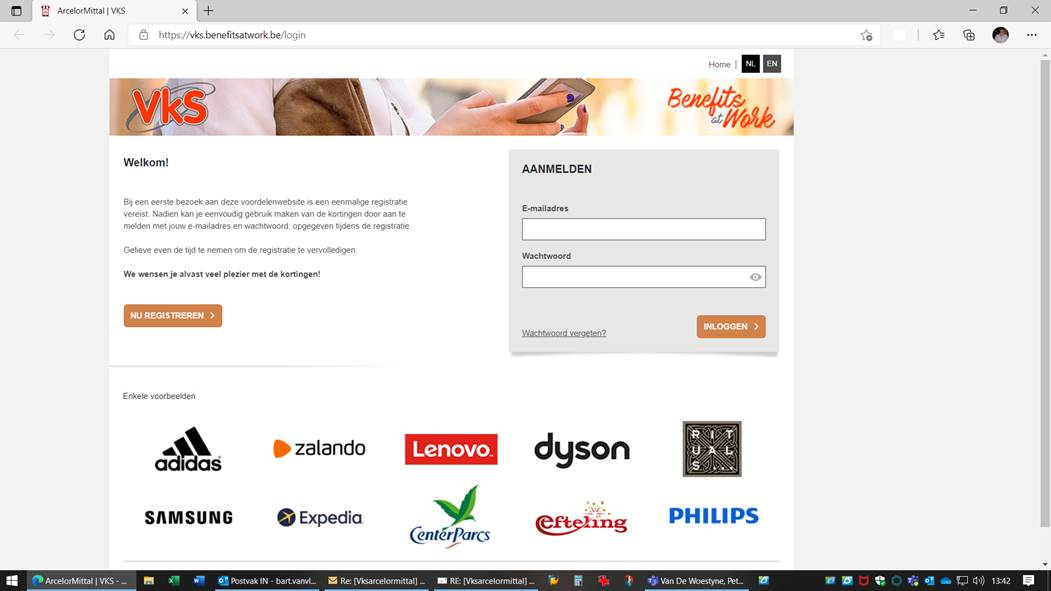 ArcelorMittal | VKS
https://vks.benefitsatwork.be/login
Home | NL EN
VkS
Benefits
at Work
Welkom!
Bij een eerste bezoek aan deze voordelenwebsite is een eenmalige registratie
vereist. Nadien kan je eenvoudig gebruik maken van de kortingen door aan te
melden met jouw e-mailadres en wachtwoord, opgegeven tijdens de registratie.
Gelieve even de tijd te nemen om de registratie te vervolledigen.
We wensen je alvast veel plezier met de kortingen!
NU REGISTREREN
AANMELDEN
E-mailadres
Wachtwoord
Wachtwoord vergeten?
INLOGGEN
Enkele voorbeelden
adidas
zalando
Lenovo
dyson
RITUALS...
SAMSUNG
Expedia
CenterParcs
efteling
PHILIPS
ArcelorMittal | VKS - ...
Postvak IN - bart.vanl...
Re: [Vksarcelormittal] ...
RE: [Vksarcelormittal] ...
Van De Woestyne, Pet...
13:42